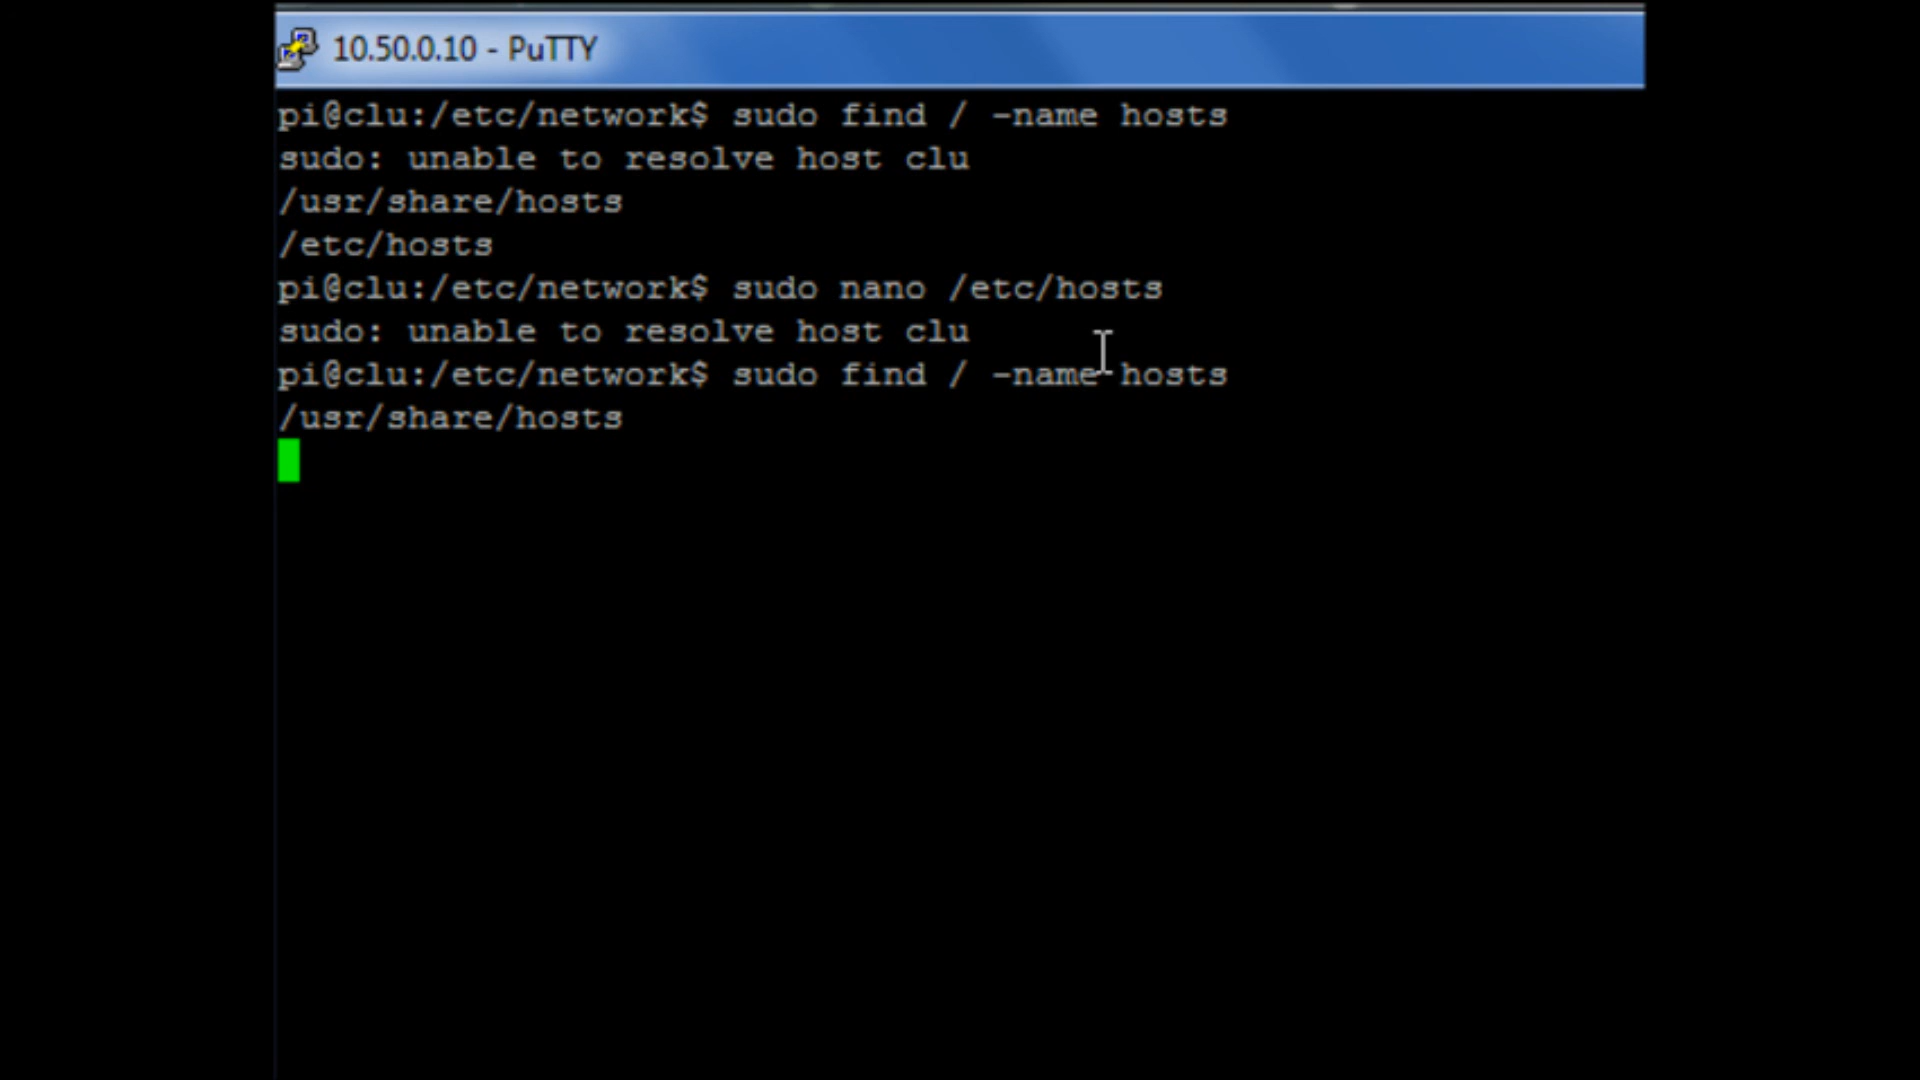 10.50.0.10 - PuTTY
pi@clu:/etc/network$ sudo find / -name hosts
sudo: unable to resolve host clu
/usr/share/hosts
/etc/hosts
pi@clu:/etc/network$ sudo nano /etc/hosts
sudo: unable to resolve host clu
pi@clu:/etc/network$ sudo find / -name hosts
/usr/share/hosts